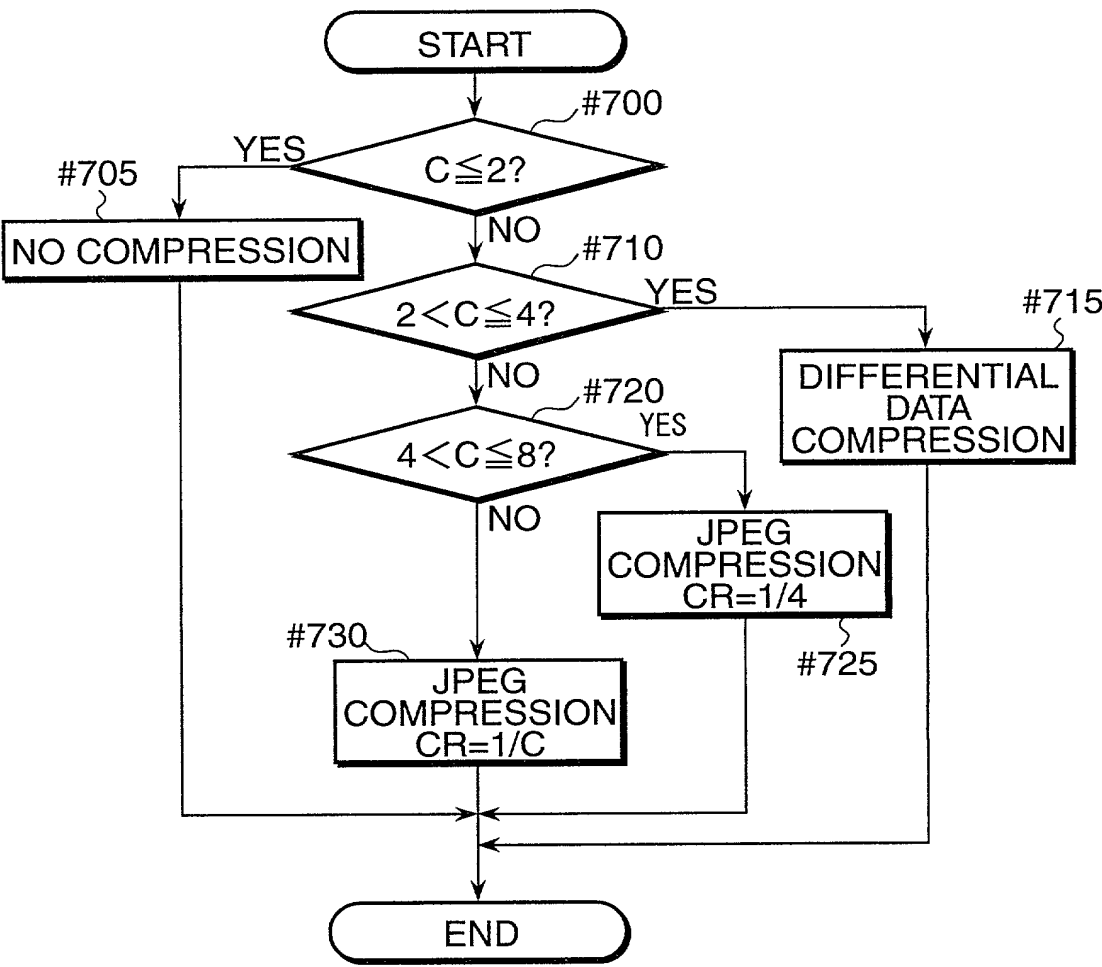 START
#700
C≦2?
YES
#705
NO COMPRESSION
NO
#710
2<C≦4?
YES
#715
DIFFERENTIAL
DATA
COMPRESSION
NO
#720
4<C≦8?
YES
NO
JPEG
COMPRESSION
CR=1/4
#725
#730
JPEG
COMPRESSION
CR=1/C
END